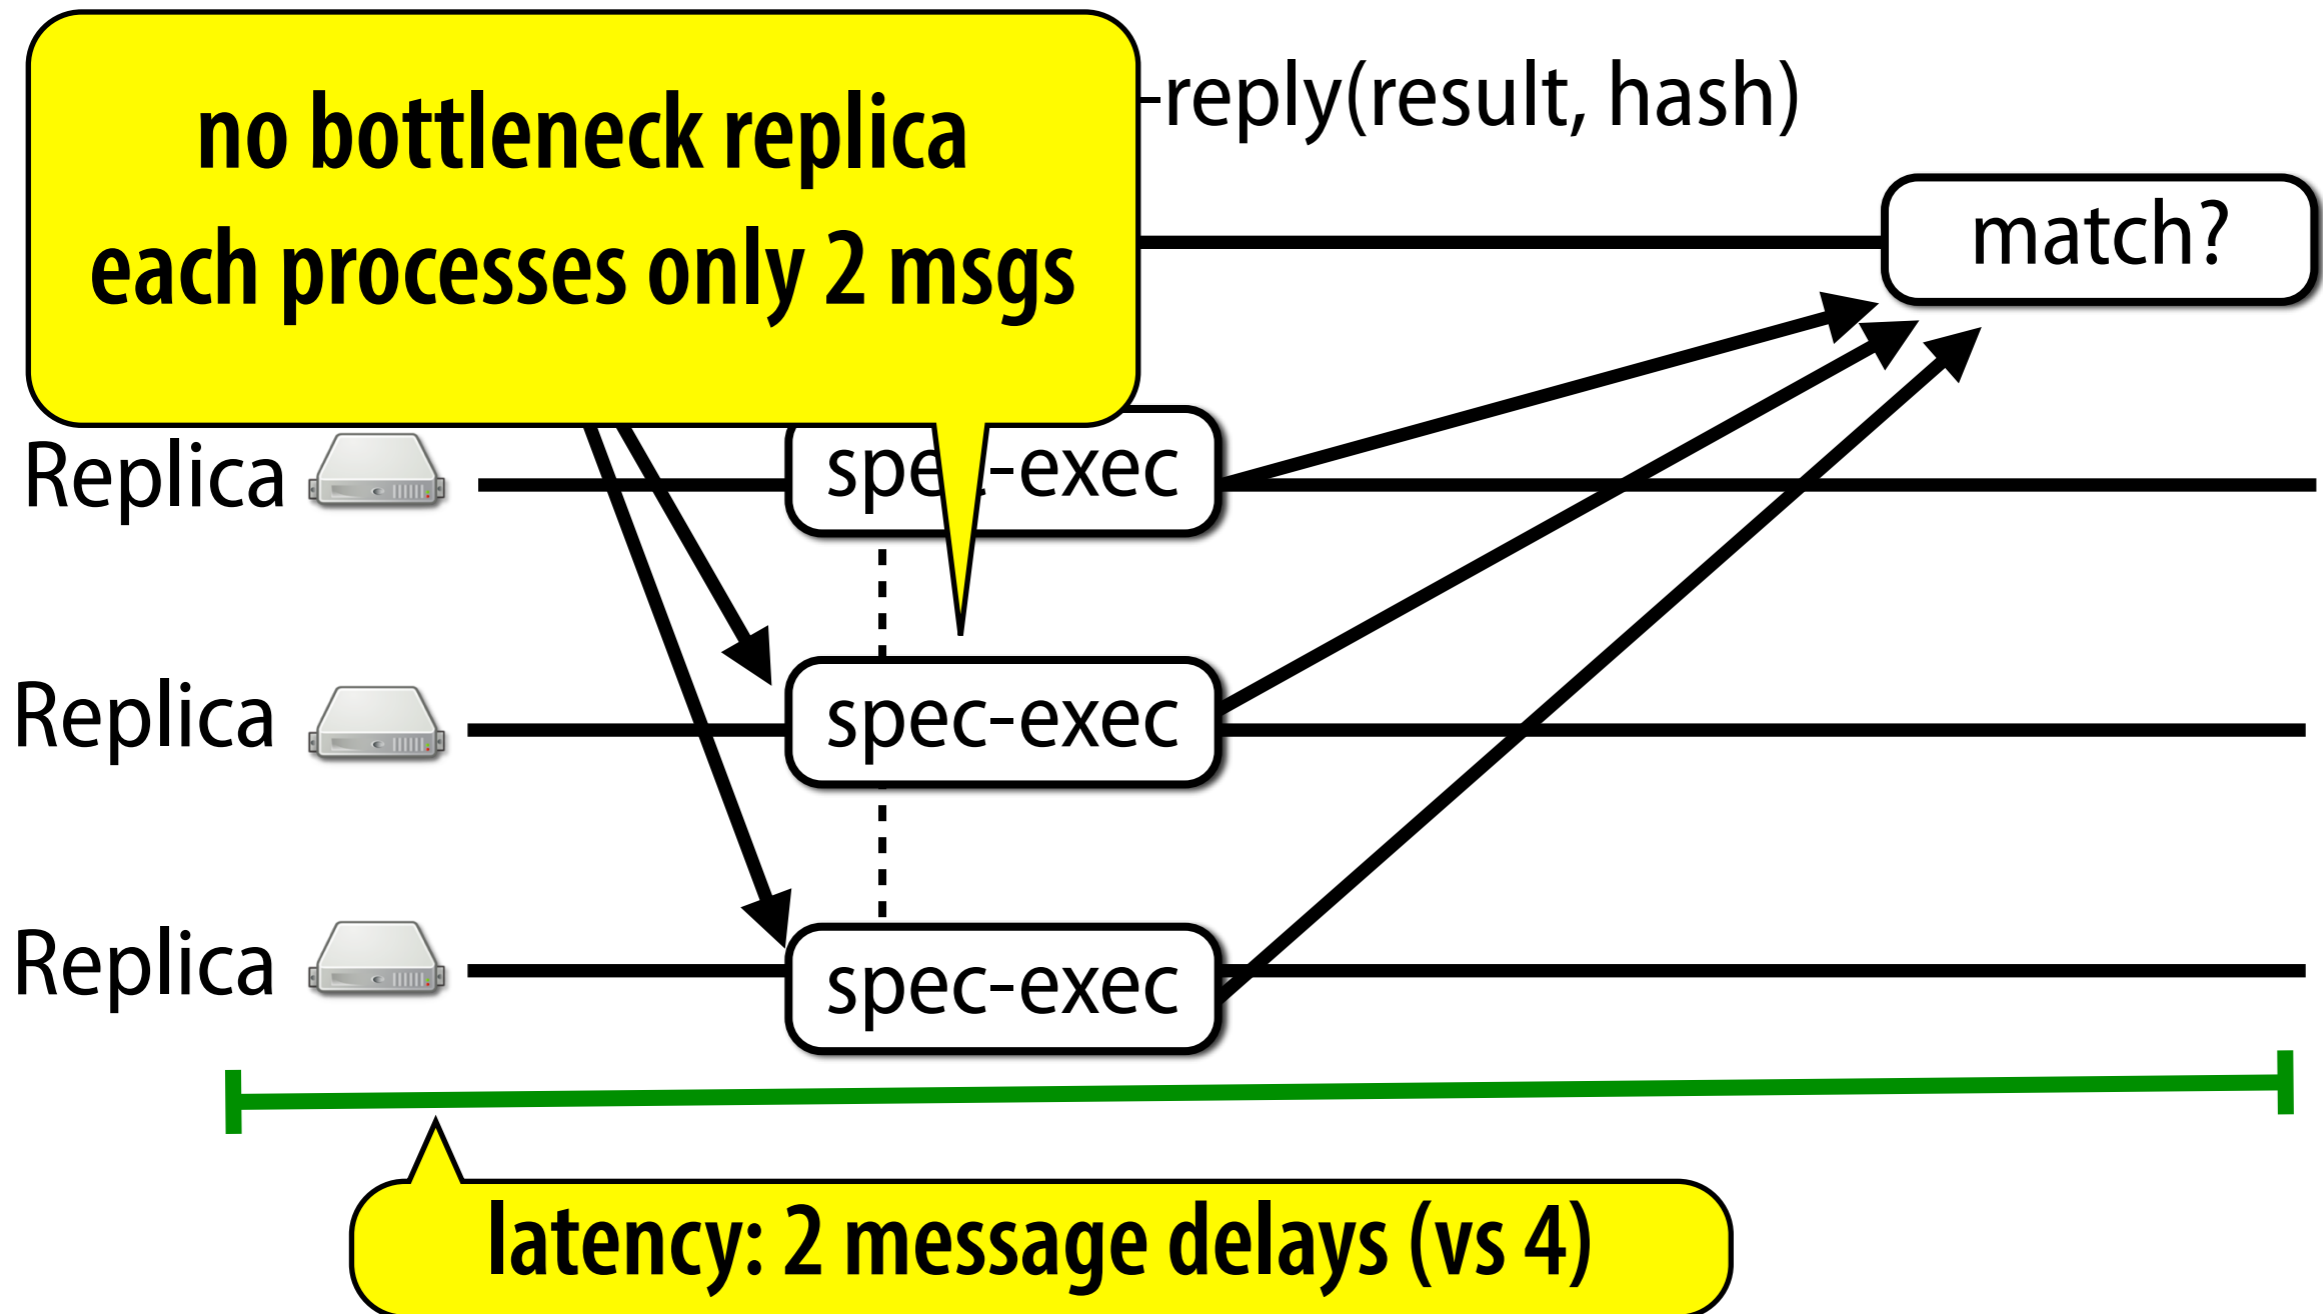 no bottleneck replica
each processes only 2 msgs
-reply(result, hash)
match?
Replica
spec-exec
Replica
spec-exec
Replica
spec-exec
latency: 2 message delays (vs 4)